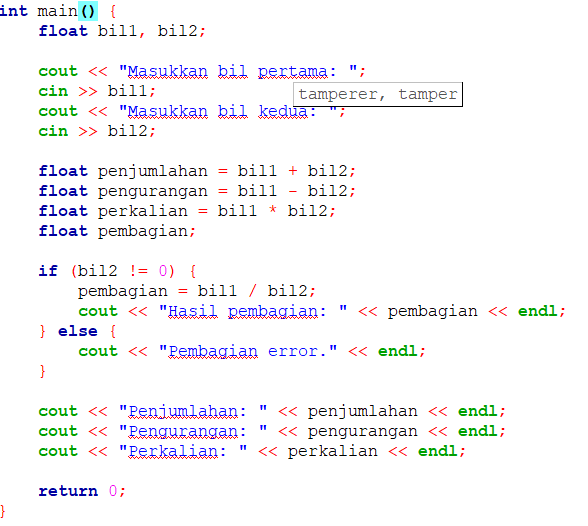 int main() {
float bil1, bil2;
cout << "Masukkan bil pertama: ";
cin >> bil1;
tamperer, tamper
cout << "Masukkan bil kedua: ";
cin >> bil2;
float penjumlahan = bil1 + bil2;
float pengurangan = bil1 - bil2;
float perkalian = bil1 * bil2;
float pembagian;
if (bil2 != 0) {
pembagian = bil1 / bil2;
cout << "Hasil pembagian: " << pembagian << endl;
} else {
cout << "Pembagian error." << endl;
}
cout << "Penjumlahan: " << penjumlahan << endl;
cout << "Pengurangan: " << pengurangan << endl;
cout << "Perkalian: " << perkalian << endl;
return 0;
}